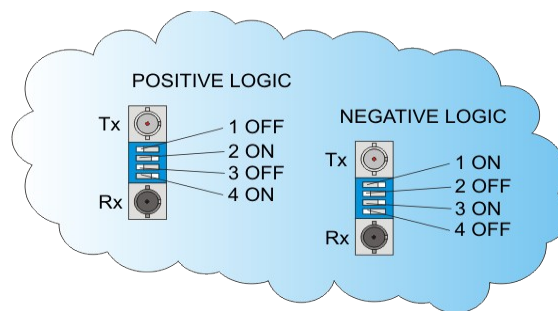 POSITIVE LOGIC
Tx
1 OFF
2 ON
3 OFF
4 ON
Rx
NEGATIVE LOGIC
Tx
1 ON
2 OFF
3 ON
4 OFF
Rx